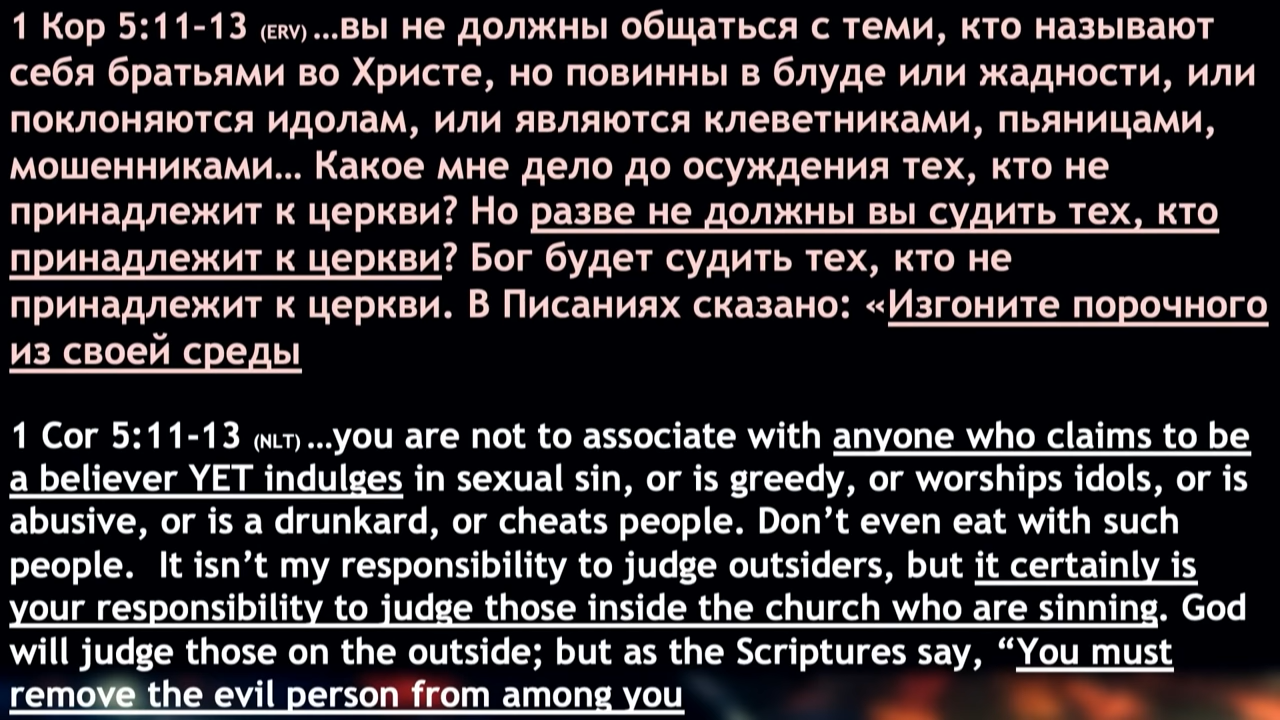 1 Кор 5:11-13 (ERV) ...вы не должны общаться с теми, кто называют
себя братьями во Христе, но повинны в блуде или жадности, или
поклоняются идолам, или являются клеветниками, пьяницами,
мошенниками... Какое мне дело до осуждения тех, кто не
принадлежит к церкви? Но разве не должны вы судить тех, кто
принадлежит к церкви? Бог будет судить тех, кто не
принадлежит к церкви. В Писаниях сказано: «Изгоните порочного
из своей среды
1 Cor 5:11-13 (NLT) ...you are not to associate with anyone who claims to be
a believer YET indulges in sexual sin, or is greedy, or worships idols, or is
abusive, or is a drunkard, or cheats people. Don’t even eat with such
people.  It isn’t my responsibility to judge outsiders, but it certainly is
your responsibility to judge those inside the church who are sinning. God
will judge those on the outside; but as the Scriptures say, “You must
remove the evil person from among you